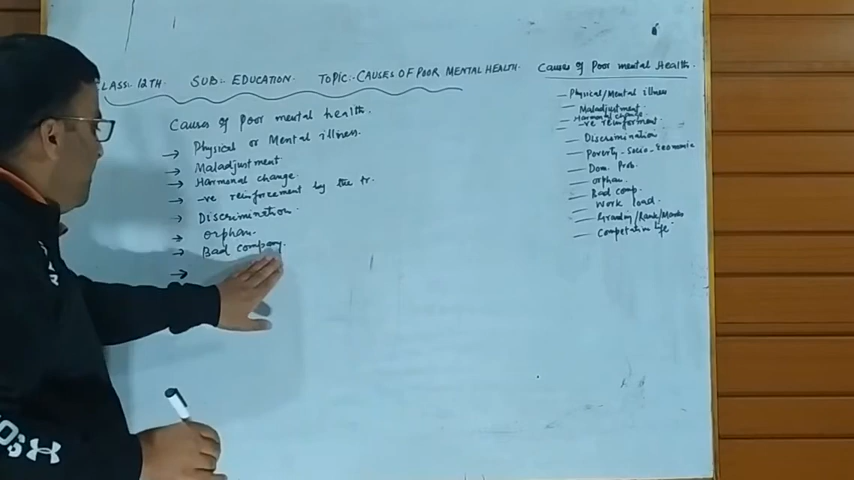 CLASS:- 12TH SUB:- EDUCATION. TOPIC:- CAUSES OF POOR MENTAL HEALTH.
Causes of Poor mental health.
→ Physical or Mental illness.
→ Maladjustment
→ Harmonal change.
→ -ve reinforcement by the tr.
→ Discrimination.
→ orphan.
→ Bad company.
→
Causes of Poor mental Health.
— Physical/Mental illness
— Maladjustment.
Harmonal change
— -ve reinforment.
— Discrimination
— Poverty-Socio-Economic
— Dom. Prob.
— orphan.
— Bad comp.
— Work load.
— Grading/Rank/Marks
— Competative life